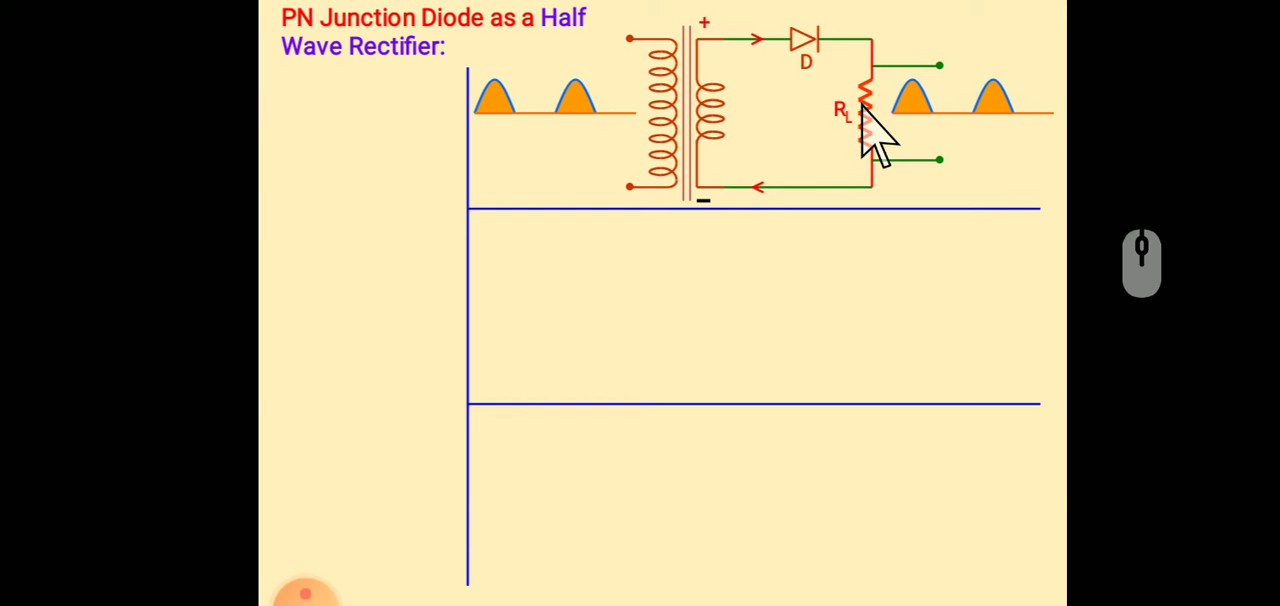 PN Junction Diode as a Half
Wave Rectifier:
+
D
RL
−